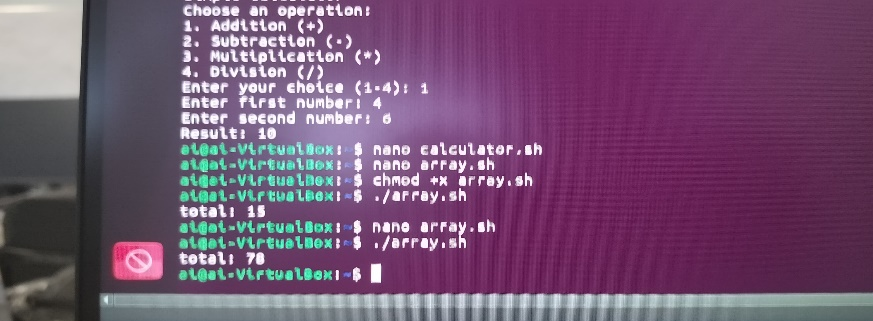 Choose an operation:
1. Addition (+)
2. Subtraction (-)
3. Multiplication (*)
4. Division (/)
Enter your choice (1-4): 1
Enter first number: 4
Enter second number: 6
Result: 10
ai@ai-VirtualBox:~$ nano calculator.sh
ai@ai-VirtualBox:~$ nano array.sh
ai@ai-VirtualBox:~$ chmod +x array.sh
ai@ai-VirtualBox:~$ ./array.sh
total: 15
ai@ai-VirtualBox:~$ nano array.sh
ai@ai-VirtualBox:~$ ./array.sh
total: 78
ai@ai-VirtualBox:~$